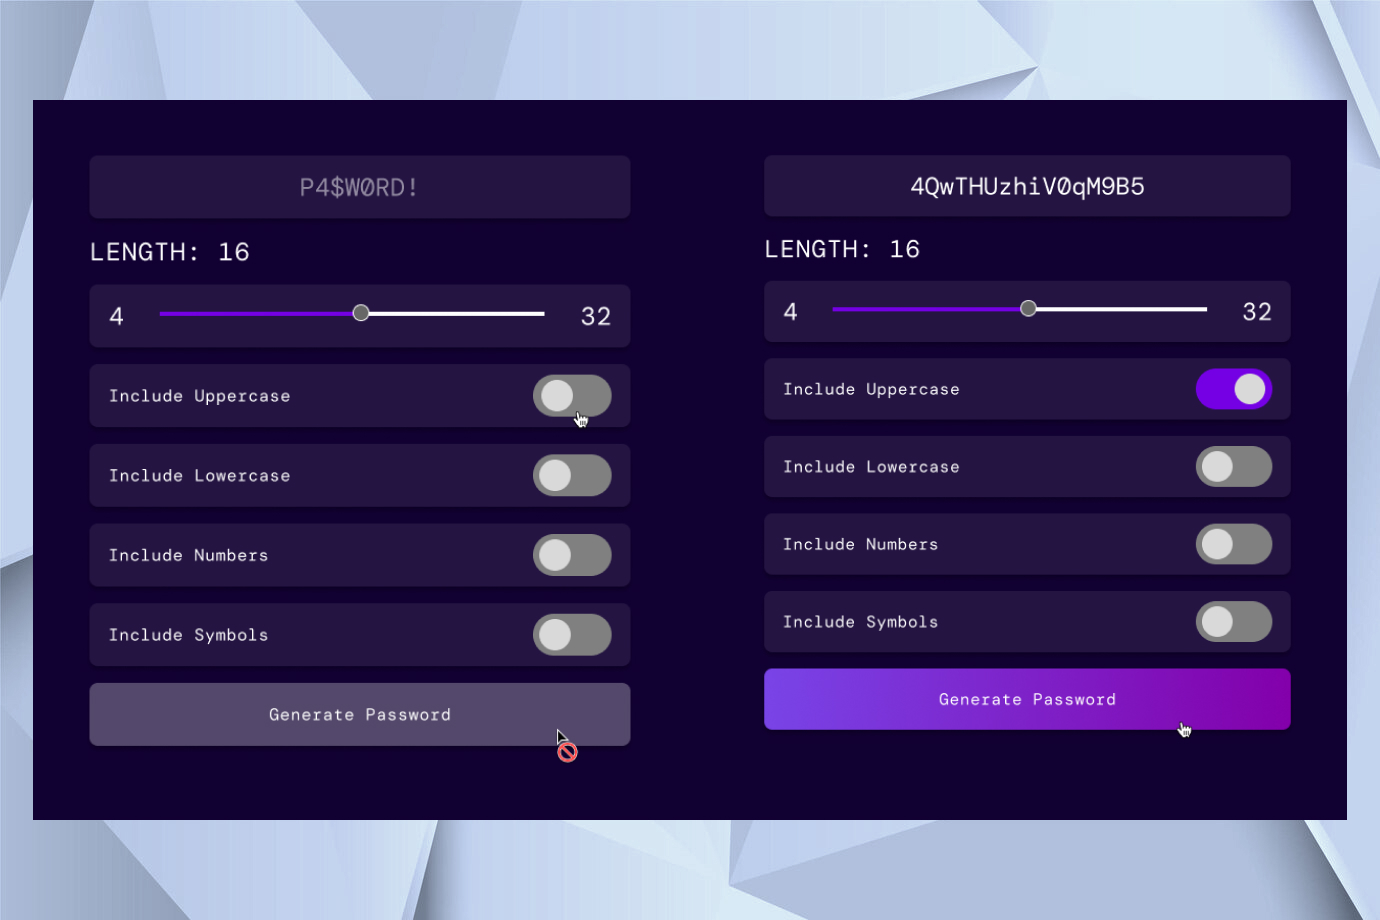 P4$W0RD!
LENGTH: 16
4 32
Include Uppercase
Include Lowercase
Include Numbers
Include Symbols
Generate Password
4QwTHUzhiV0qM9B5
LENGTH: 16
4 32
Include Uppercase
Include Lowercase
Include Numbers
Include Symbols
Generate Password